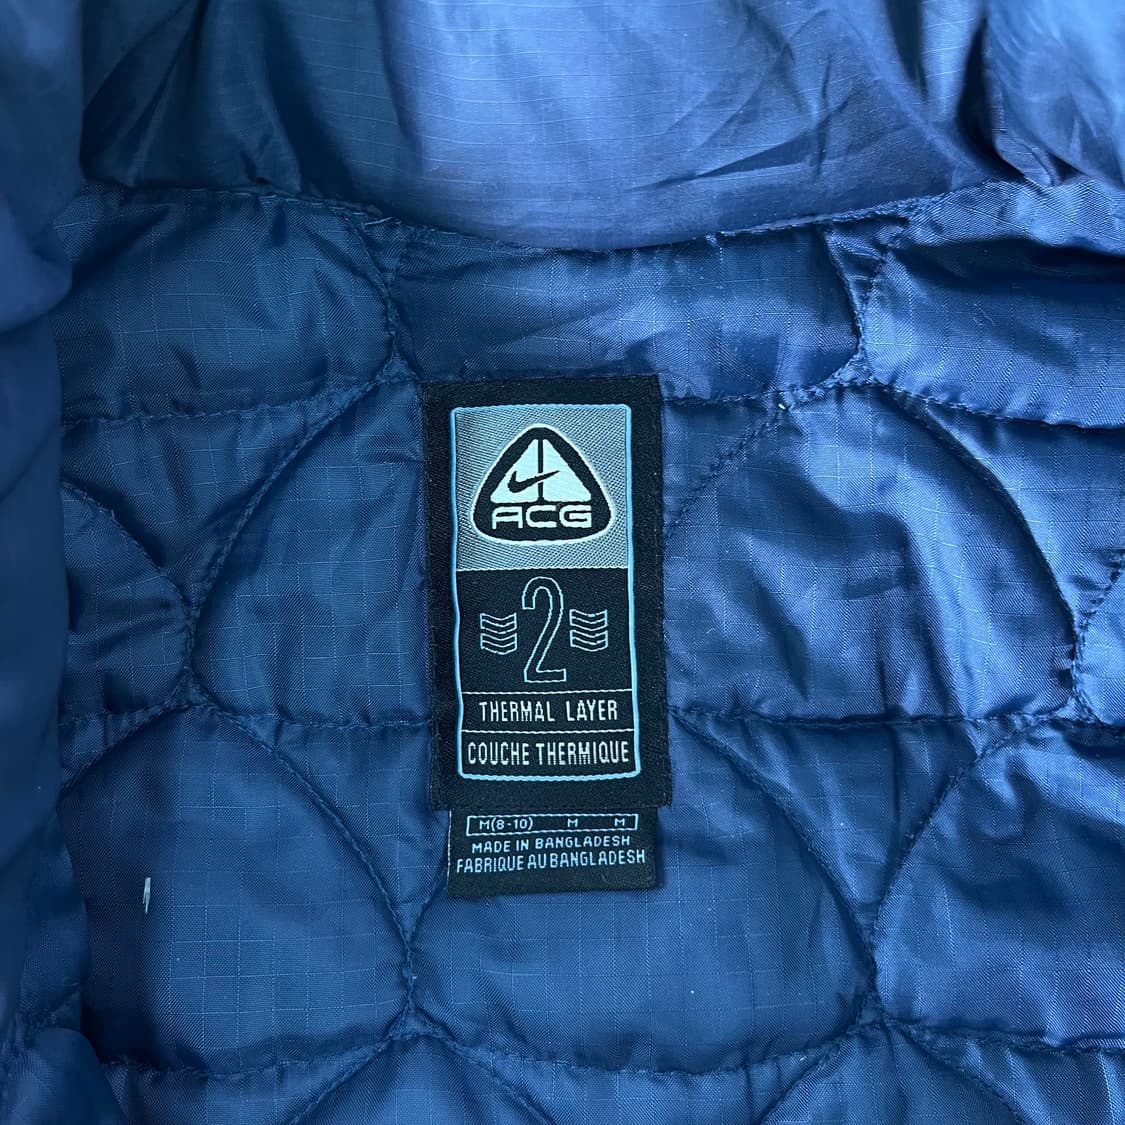 ACG
2
THERMAL LAYER
COUCHE THERMIQUE
M(8-10) M M
MADE IN BANGLADESH
FABRIQUE AU BANGLADESH